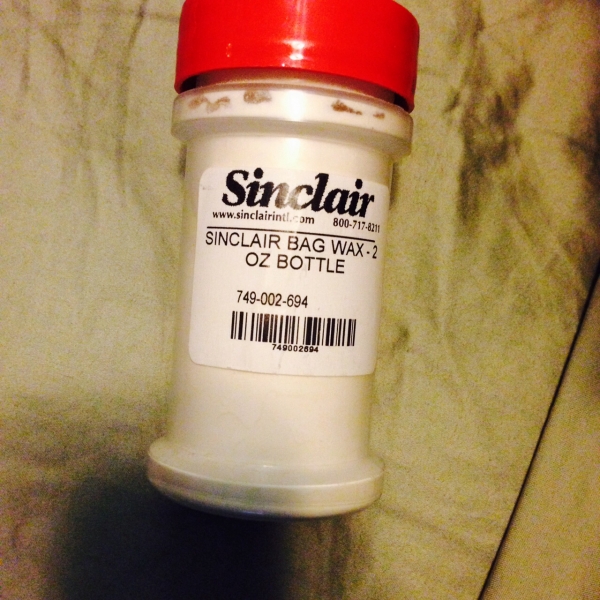 Sinclair
www.sinclairintl.com 800-717-8211
SINCLAIR BAG WAX - 2
OZ BOTTLE
749-002-694
749002694